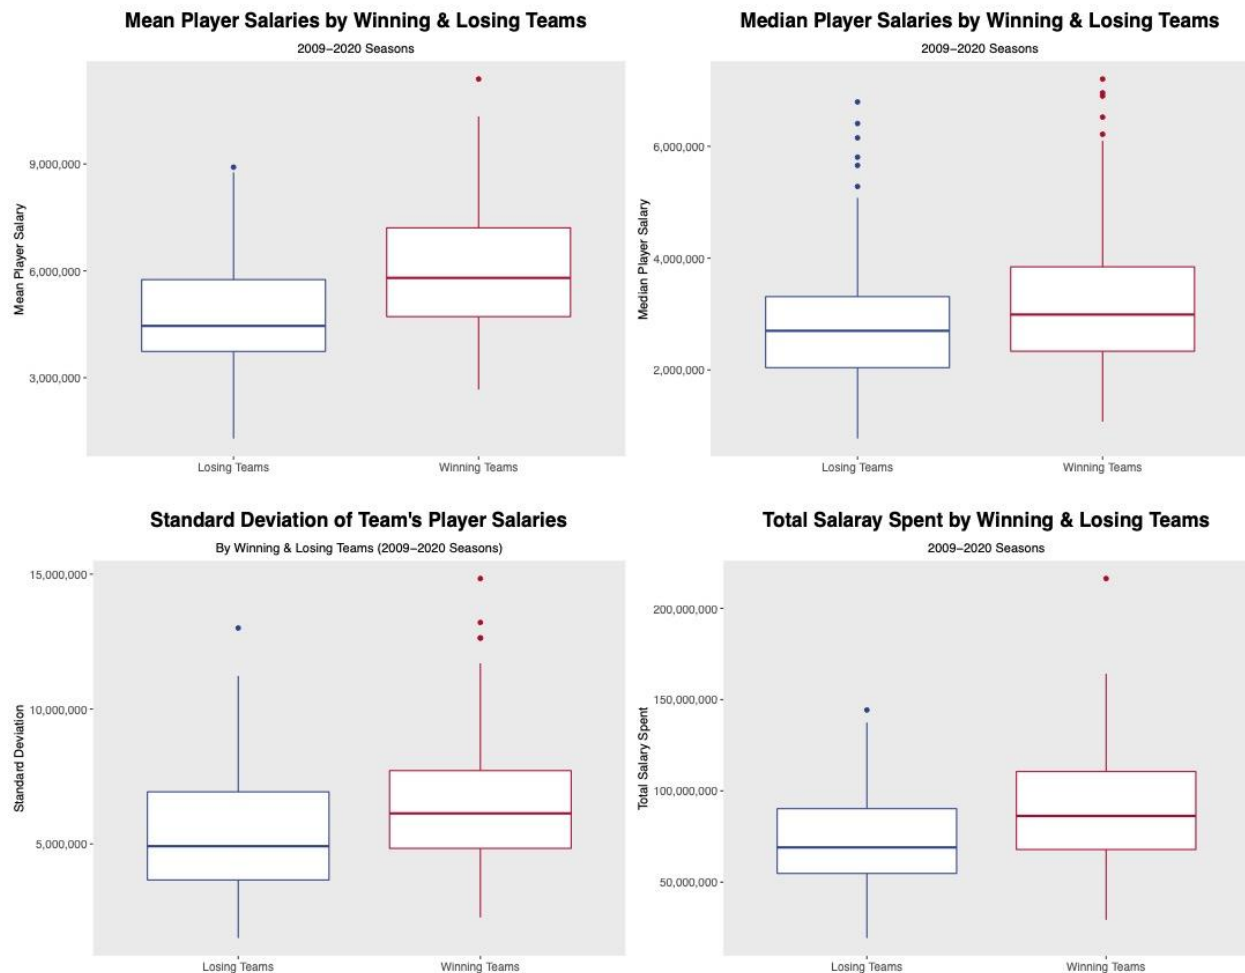 Mean Player Salaries by Winning & Losing Teams
2009–2020 Seasons
Mean Player Salary
9,000,000
6,000,000
3,000,000
Losing Teams
Winning Teams
Median Player Salaries by Winning & Losing Teams
2009–2020 Seasons
Median Player Salary
6,000,000
4,000,000
2,000,000
Losing Teams
Winning Teams
Standard Deviation of Team's Player Salaries
By Winning & Losing Teams (2009–2020 Seasons)
Standard Deviation
15,000,000
10,000,000
5,000,000
Losing Teams
Winning Teams
Total Salaray Spent by Winning & Losing Teams
2009–2020 Seasons
Total Salary Spent
200,000,000
150,000,000
100,000,000
50,000,000
Losing Teams
Winning Teams